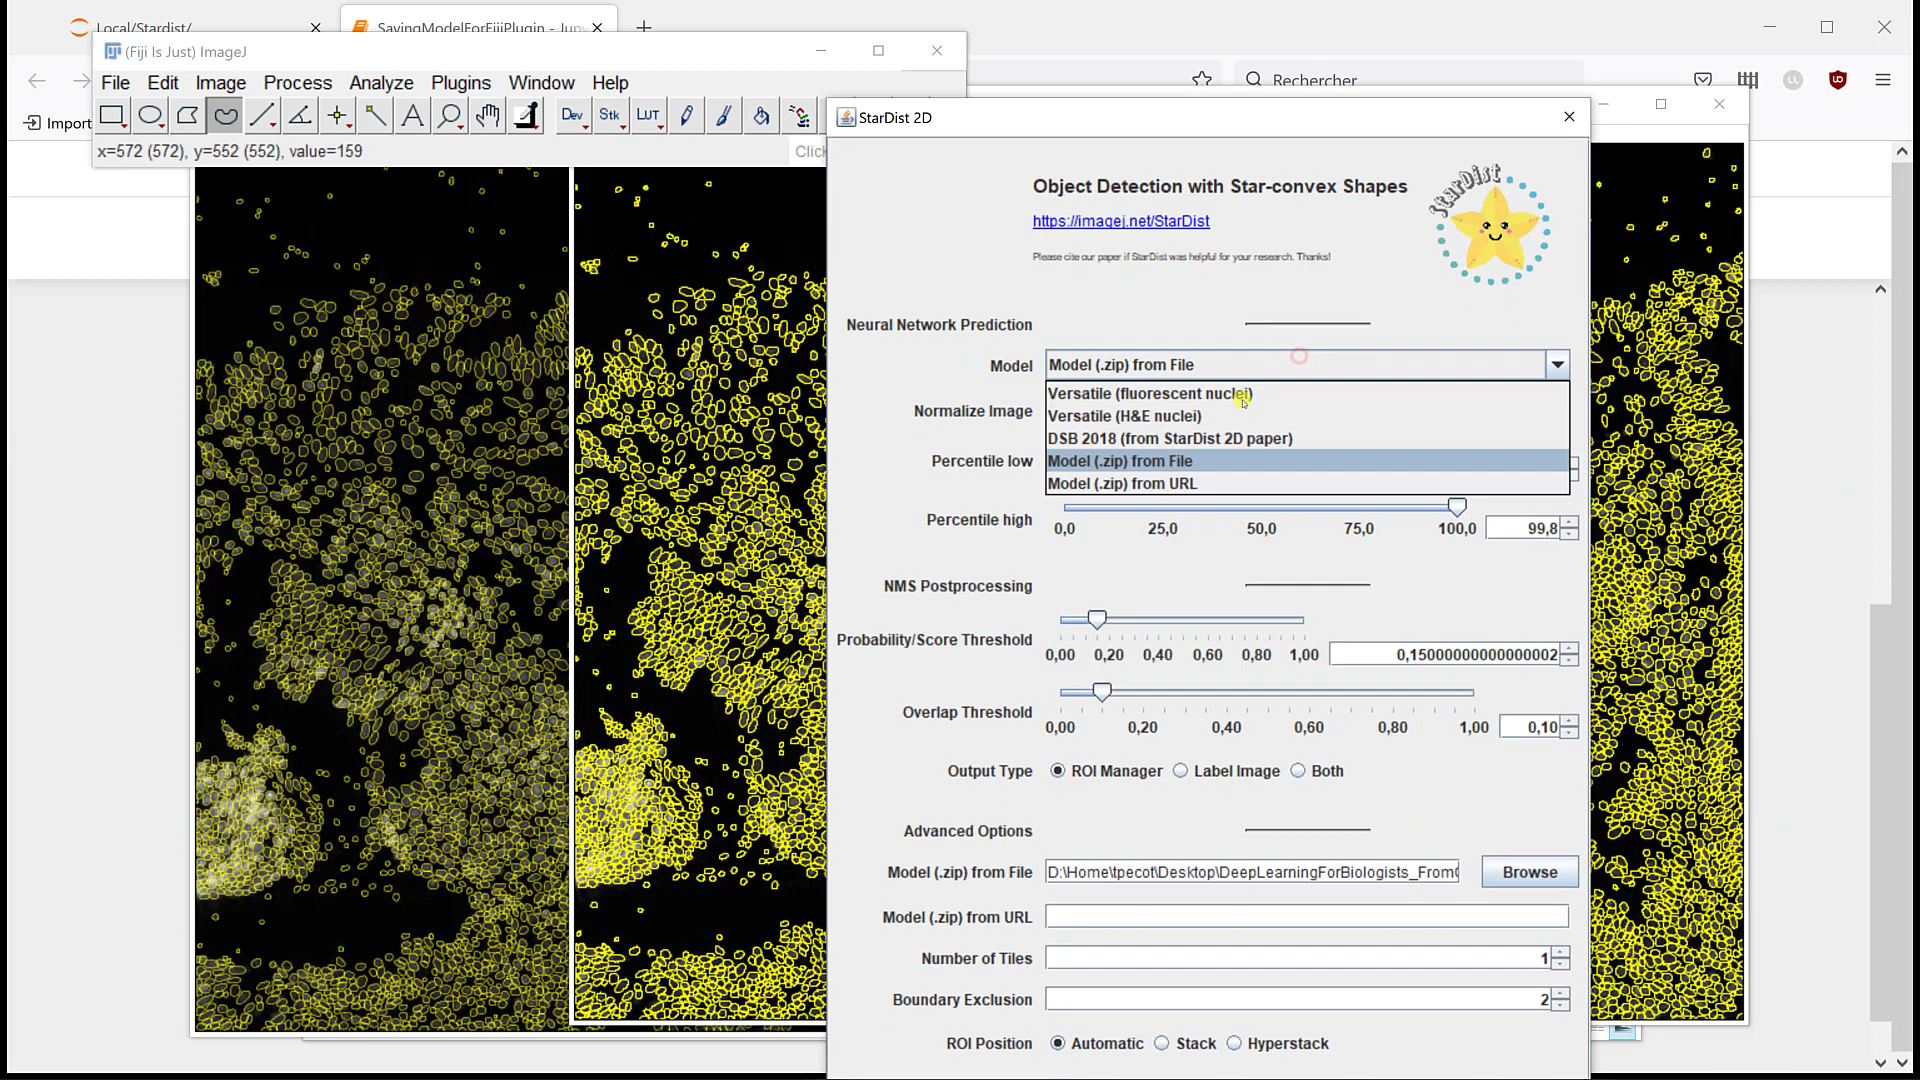 Local/Stardist/
SavingModelForFijiPlugin - Jup
(Fiji Is Just) ImageJ
File Edit Image Process Analyze Plugins Window Help
Rechercher
Dev Stk LUT
Import
x=572 (572), y=552 (552), value=159
Click
StarDist 2D
Object Detection with Star-convex Shapes
StarDist
https://imagej.net/StarDist
Please cite our paper if StarDist was helpful for your research. Thanks!
Neural Network Prediction
Model Model (.zip) from File
Versatile (fluorescent nuclei)
Normalize Image
Versatile (H&E nuclei)
DSB 2018 (from StarDist 2D paper)
Percentile low
Model (.zip) from File
Model (.zip) from URL
Percentile high
0,0 25,0 50,0 75,0 100,0 99,8
NMS Postprocessing
Probability/Score Threshold
0,00 0,20 0,40 0,60 0,80 1,00 0,15000000000000002
Overlap Threshold
0,00 0,20 0,40 0,60 0,80 1,00 0,10
Output Type ROI Manager Label Image Both
Advanced Options
Model (.zip) from File D:\Home\tpecot\Desktop\DeepLearningForBiologists_From Browse
Model (.zip) from URL
Number of Tiles 1
Boundary Exclusion 2
ROI Position Automatic Stack Hyperstack